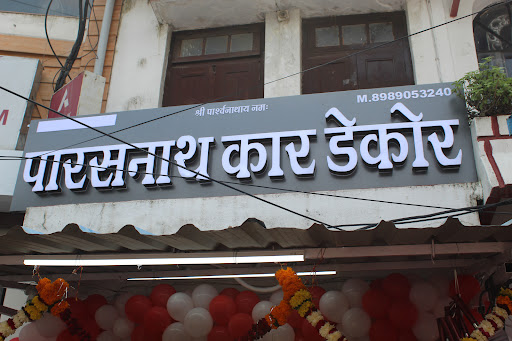 श्री पार्श्वनाथाय नमः
M.8989053240
पारसनाथ कार डेकोर
M